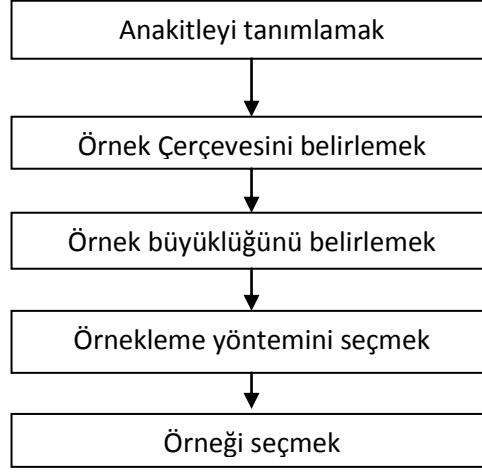 Anakitleyi tanımlamak
Örnek Çerçevesini belirlemek
Örnek büyüklüğünü belirlemek
Örnekleme yöntemini seçmek
Örneği seçmek